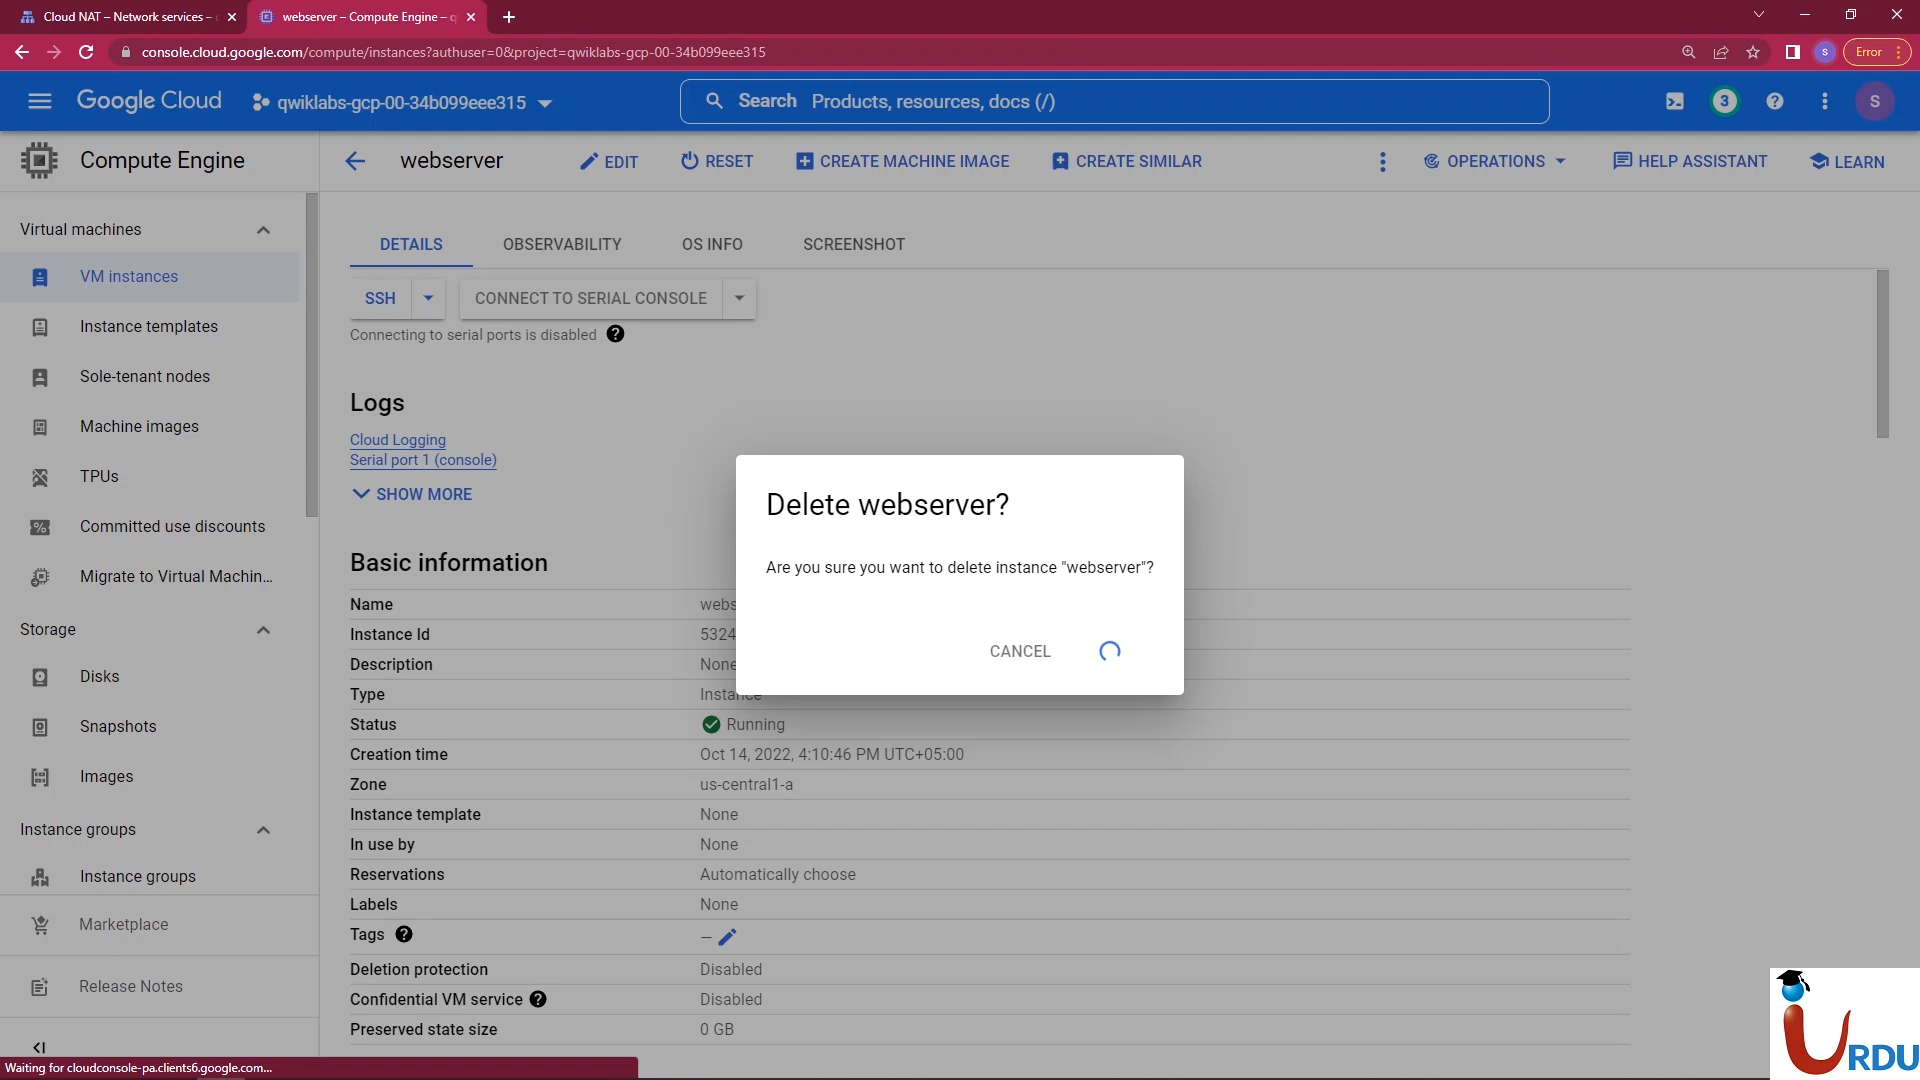 Cloud NAT – Network services –
webserver – Compute Engine –
console.cloud.google.com/compute/instances?authuser=0&project=qwiklabs-gcp-00-34b099eee315
S
Error
Google Cloud
qwiklabs-gcp-00-34b099eee315
Search Products, resources, docs (/)
3
S
Compute Engine
webserver
EDIT
RESET
CREATE MACHINE IMAGE
CREATE SIMILAR
OPERATIONS
HELP ASSISTANT
LEARN
Virtual machines
VM instances
Instance templates
Sole-tenant nodes
Machine images
TPUs
Committed use discounts
Migrate to Virtual Machin...
Storage
Disks
Snapshots
Images
Instance groups
Instance groups
Marketplace
Release Notes
DETAILS
OBSERVABILITY
OS INFO
SCREENSHOT
SSH
CONNECT TO SERIAL CONSOLE
Connecting to serial ports is disabled
Logs
Cloud Logging
Serial port 1 (console)
SHOW MORE
Basic information
Name webs
Instance Id 5324
Description None
Type Instance
Status Running
Creation time Oct 14, 2022, 4:10:46 PM UTC+05:00
Zone us-central1-a
Instance template None
In use by None
Reservations Automatically choose
Labels None
Tags —
Deletion protection Disabled
Confidential VM service Disabled
Preserved state size 0 GB
Delete webserver?
Are you sure you want to delete instance "webserver"?
CANCEL
Waiting for cloudconsole-pa.clients6.google.com...
iURDU